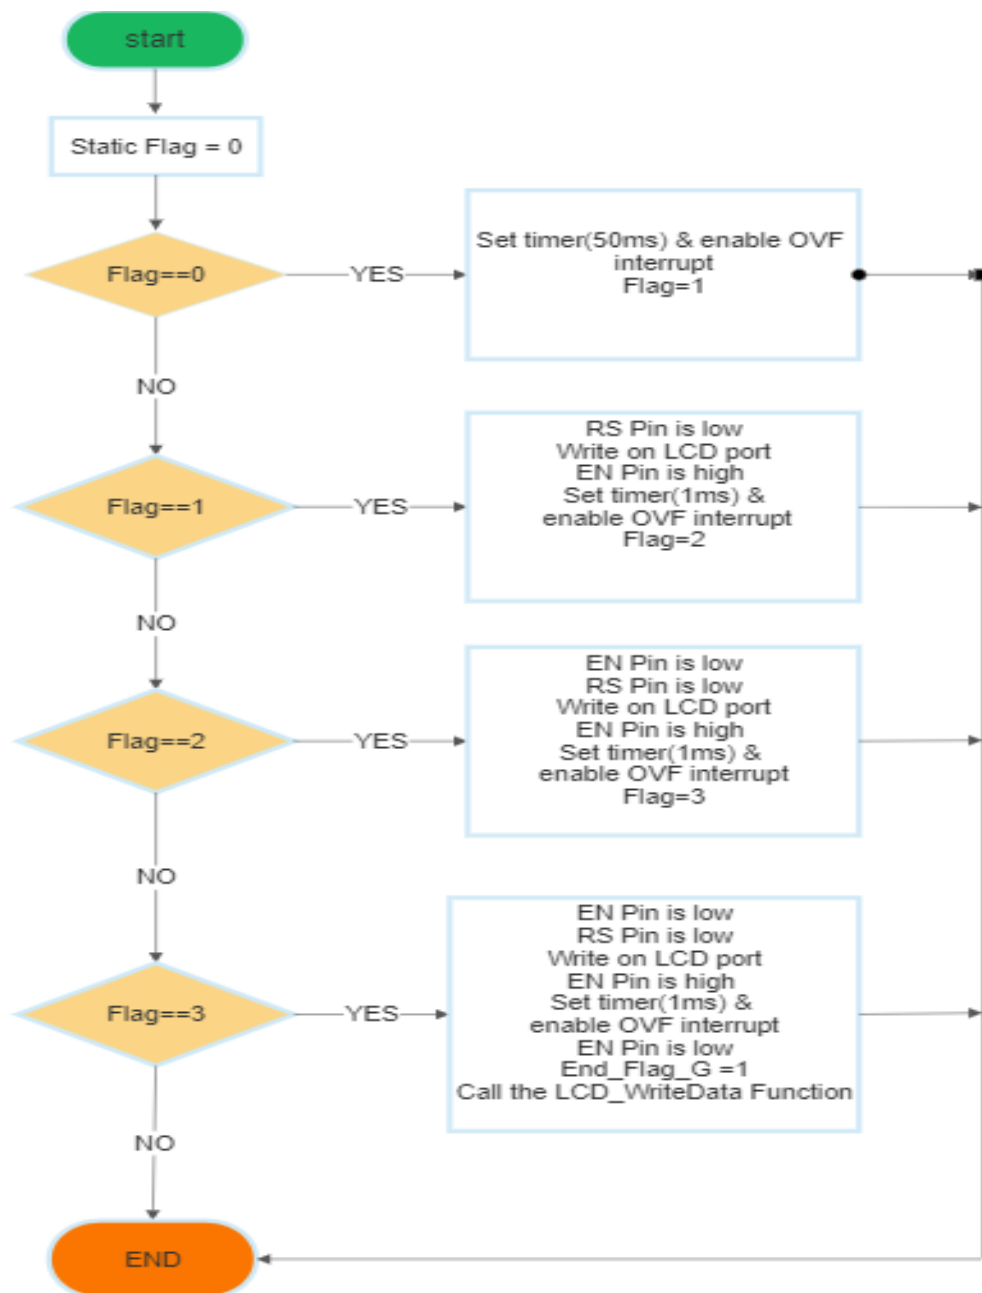 start
Static Flag = 0
Flag==0
YES
Set timer(50ms) & enable OVF
interrupt
Flag=1
NO
Flag==1
YES
RS Pin is low
Write on LCD port
EN Pin is high
Set timer(1ms) &
enable OVF interrupt
Flag=2
NO
Flag==2
YES
EN Pin is low
RS Pin is low
Write on LCD port
EN Pin is high
Set timer(1ms) &
enable OVF interrupt
Flag=3
NO
Flag==3
YES
EN Pin is low
RS Pin is low
Write on LCD port
EN Pin is high
Set timer(1ms) &
enable OVF interrupt
EN Pin is low
End_Flag_G =1
Call the LCD_WriteData Function
NO
END